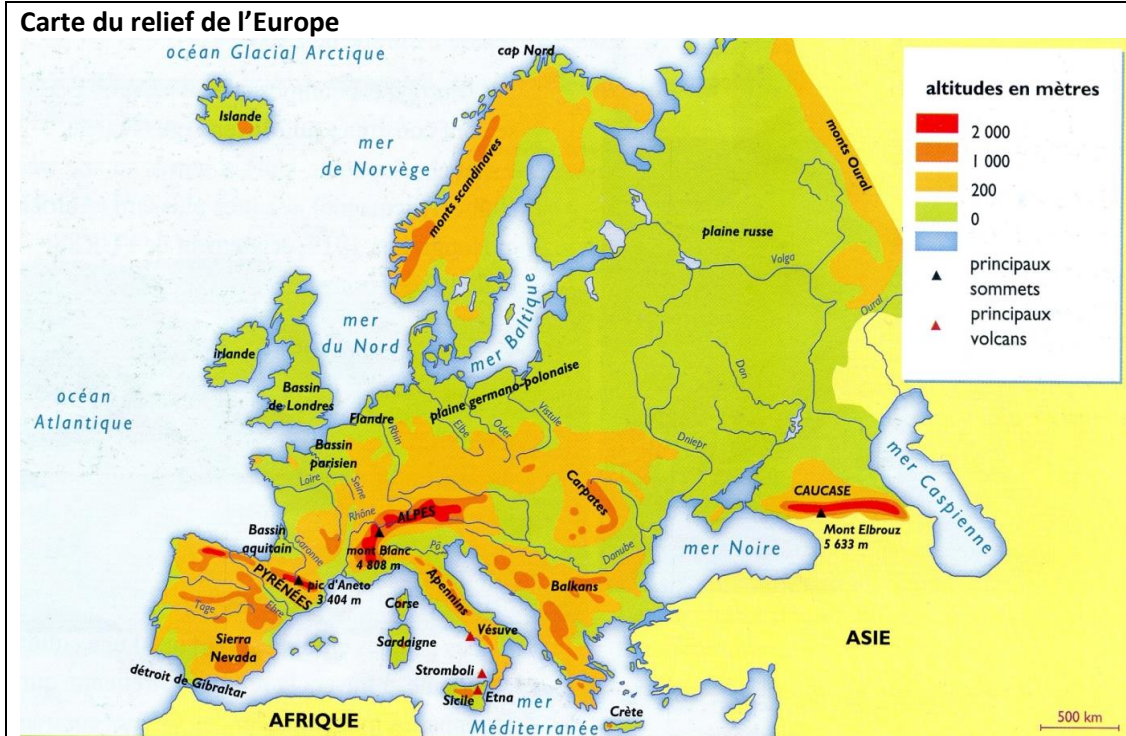 Carte du relief de l’Europe
océan Glacial Arctique
cap Nord
Islande
mer
de Norvège
monts scandinaves
monts Oural
plaine russe
Volga
Oural
altitudes en mètres
2 000
1 000
200
0
principaux
sommets
principaux
volcans
mer
du Nord
mer Baltique
irlande
Bassin
de Londres
océan
Atlantique
Flandre
plaine germano-polonaise
Rhin
Elbe
Oder
Vistule
Don
Dniepr
Bassin
parisien
Loire
Seine
Rhône
ALPES
Carpates
CAUCASE
Mont Elbrouz
5 633 m
mer Caspienne
mer Noire
Danube
Bassin
aquitain
Garonne
mont Blanc
4 808 m
Pô
PYRÉNÉES
pic d'Aneto
3 404 m
Apennins
Balkans
Tage
Ebre
Corse
Sardaigne
Vésuve
Sierra
Nevada
Stromboli
détroit de Gibraltar
Sicile
Etna
mer
Méditerranée
Crète
ASIE
AFRIQUE
500 km